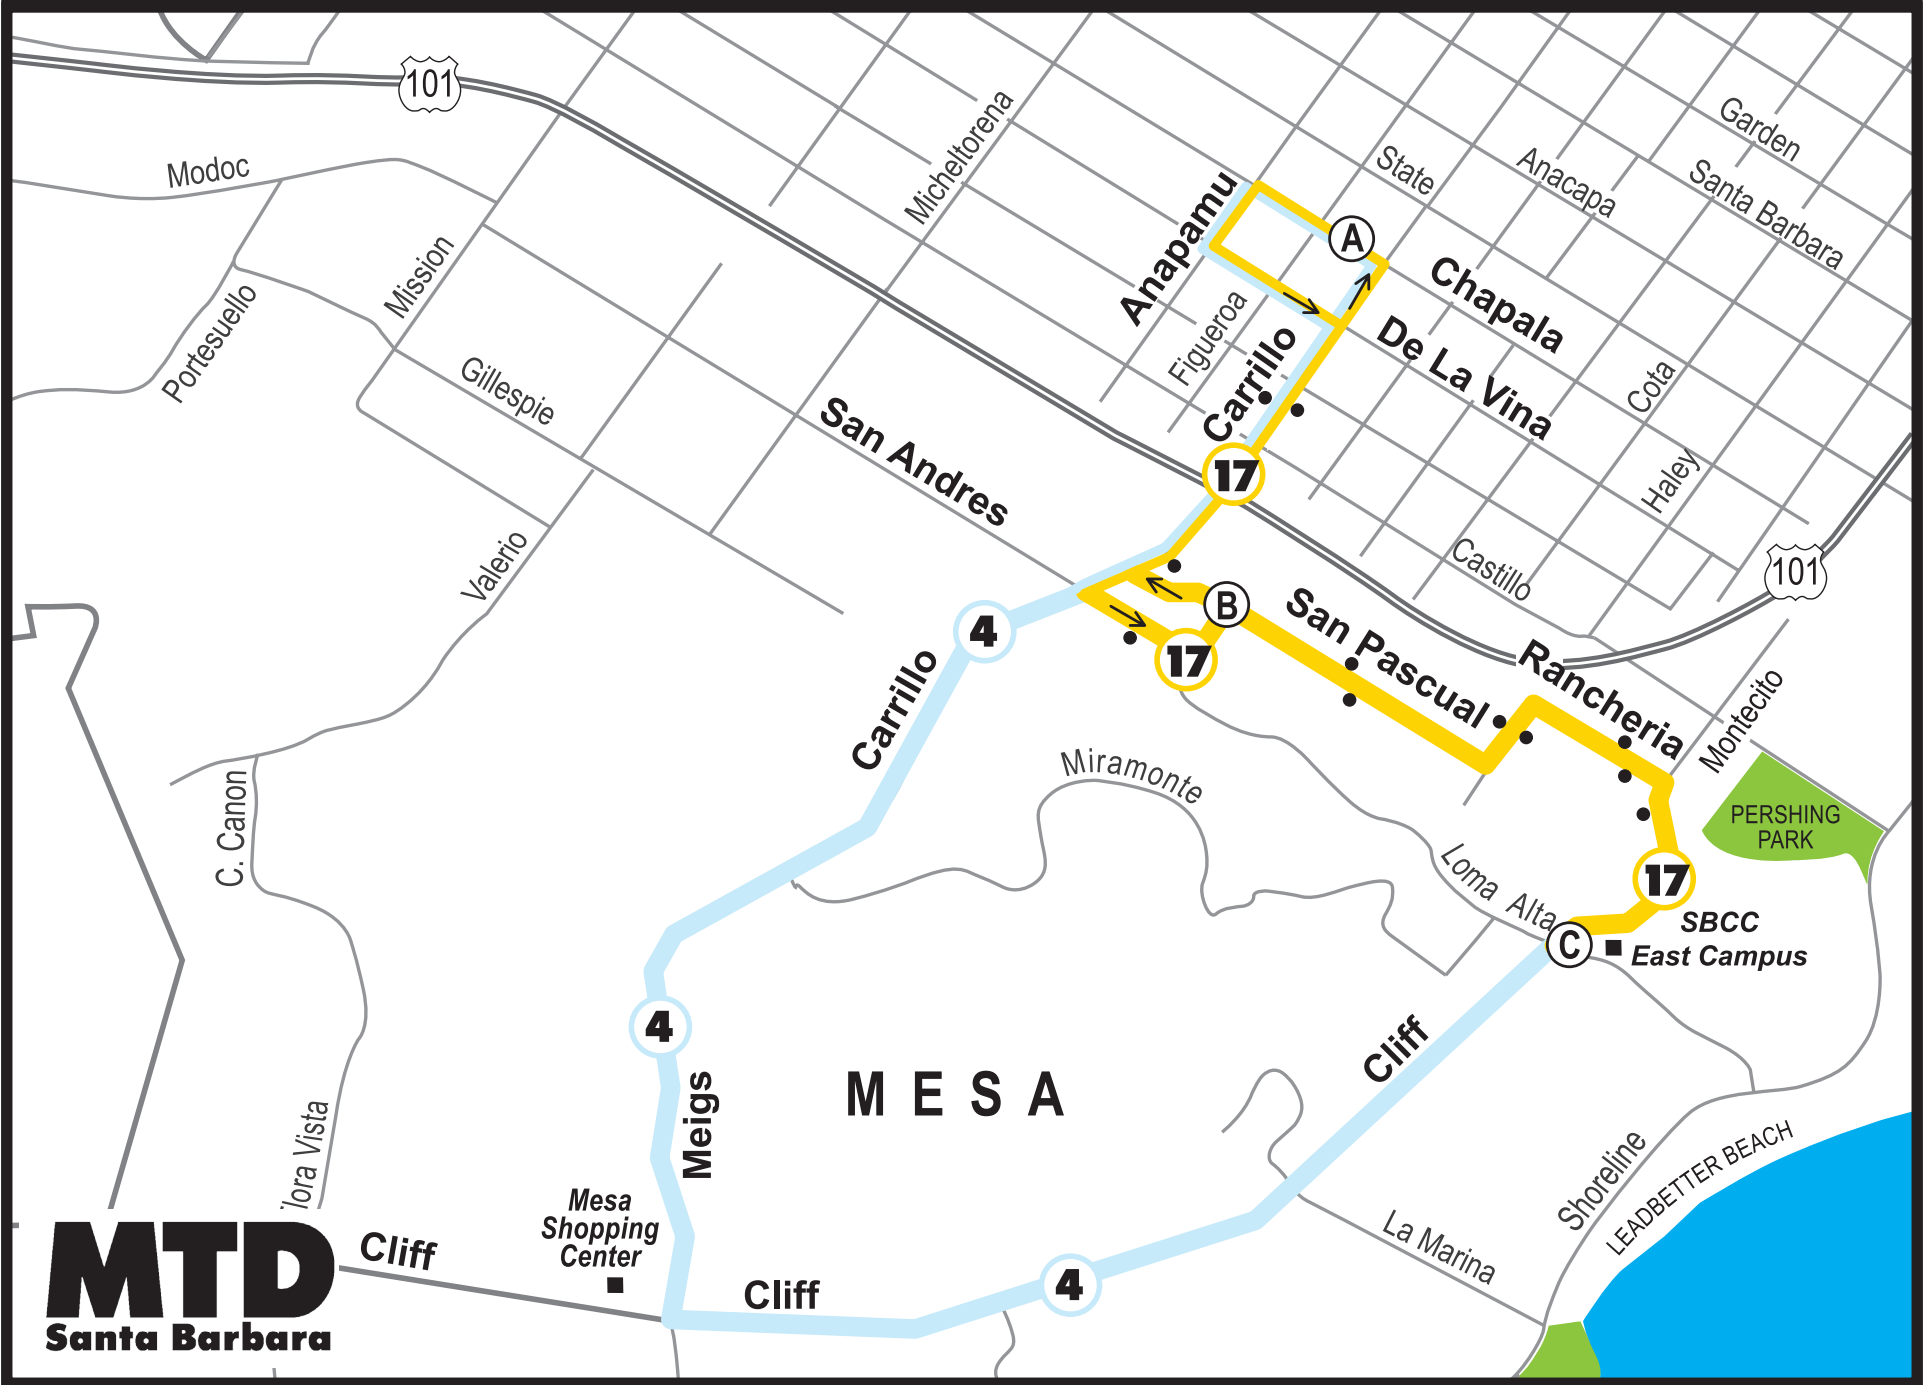 101
Modoc
Micheltorena
Garden
State
Anacapa
Santa Barbara
Anapamu
A
Mission
Portesuello
Chapala
Figueroa
De La Vina
Carrillo
Cota
Gillespie
San Andres
Haley
17
Valerio
Castillo
101
4
B
17
San Pascual
Rancheria
Montecito
Carrillo
Miramonte
C. Canon
PERSHING
PARK
Loma Alta
17
SBCC
East Campus
C
4
Cliff
MESA
Meigs
Shoreline
LEADBETTER BEACH
Mesa
Shopping
Center
La Marina
Cliff
Cliff
4
MTD
Santa Barbara